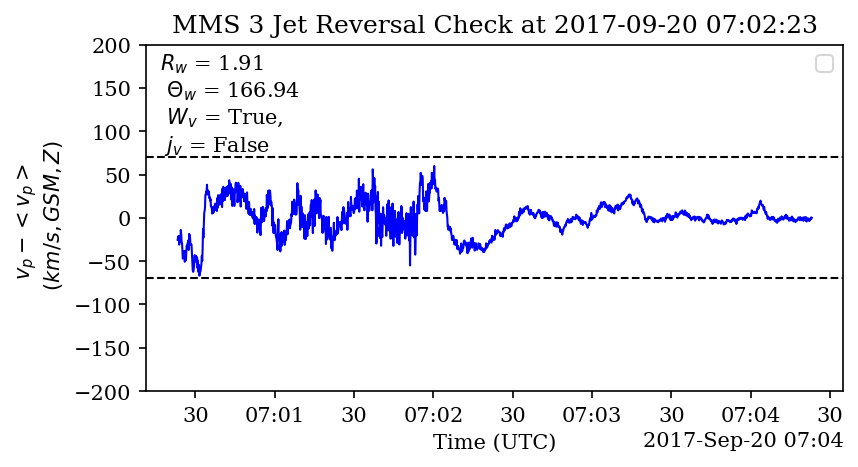 MMS 3 Jet Reversal Check at 2017-09-20 07:02:23
R_w = 1.91
Θ_w = 166.94
W_v = True,
j_v = False
v_p − < v_p >
(km/s, GSM, Z)
200
150
100
50
0
−50
−100
−150
−200
30 07:01 30 07:02 30 07:03 30 07:04 30
Time (UTC)
2017-Sep-20 07:04